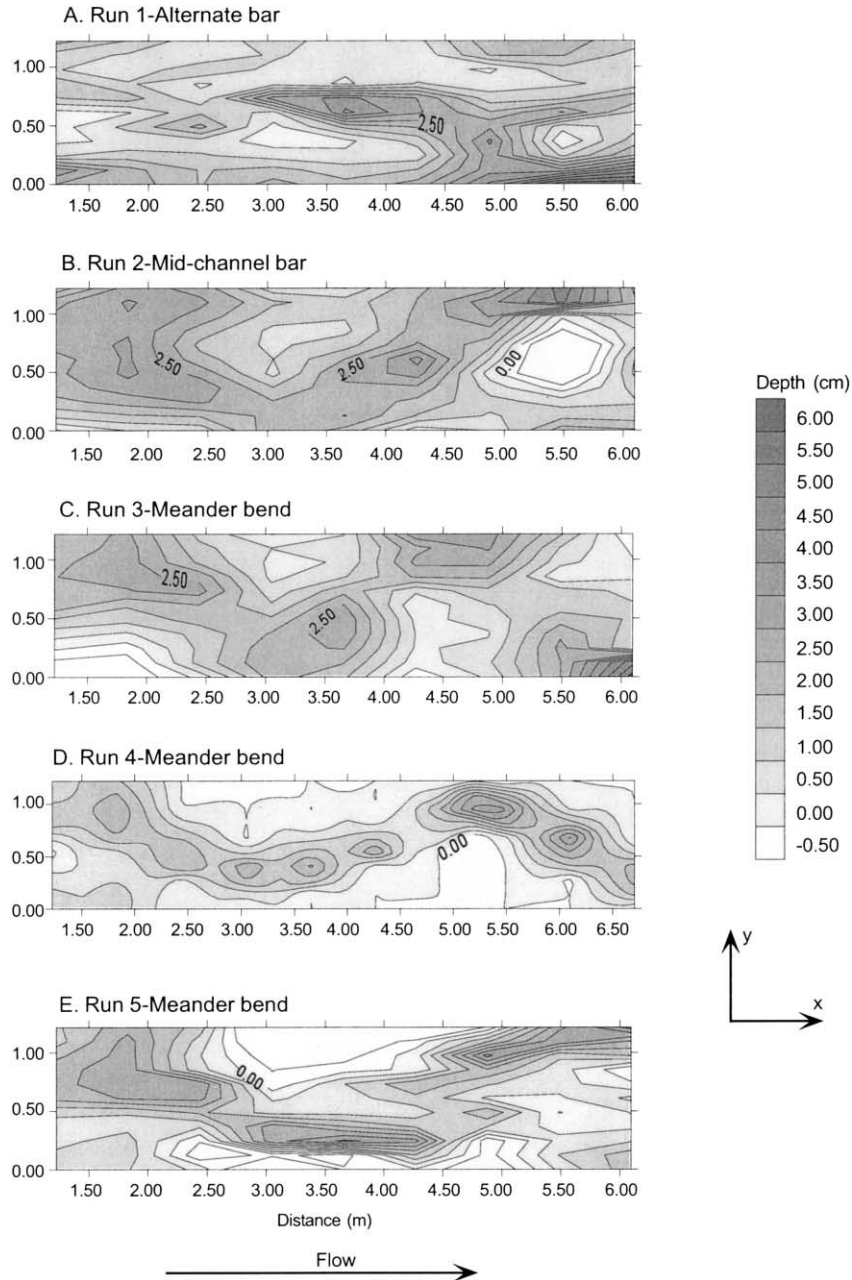 A. Run 1-Alternate bar
1.00
0.50
0.00
2.50
1.50 2.00 2.50 3.00 3.50 4.00 4.50 5.00 5.50 6.00
B. Run 2-Mid-channel bar
1.00
0.50
0.00
2.50
2.50
0.00
1.50 2.00 2.50 3.00 3.50 4.00 4.50 5.00 5.50 6.00
C. Run 3-Meander bend
1.00
0.50
0.00
2.50
2.50
1.50 2.00 2.50 3.00 3.50 4.00 4.50 5.00 5.50 6.00
D. Run 4-Meander bend
1.00
0.50
0.00
0.00
1.50 2.00 2.50 3.00 3.50 4.00 4.50 5.00 5.50 6.00 6.50
E. Run 5-Meander bend
1.00
0.50
0.00
0.00
1.50 2.00 2.50 3.00 3.50 4.00 4.50 5.00 5.50 6.00
Distance (m)
Flow
Depth (cm)
6.00
5.50
5.00
4.50
4.00
3.50
3.00
2.50
2.00
1.50
1.00
0.50
0.00
-0.50
y
x